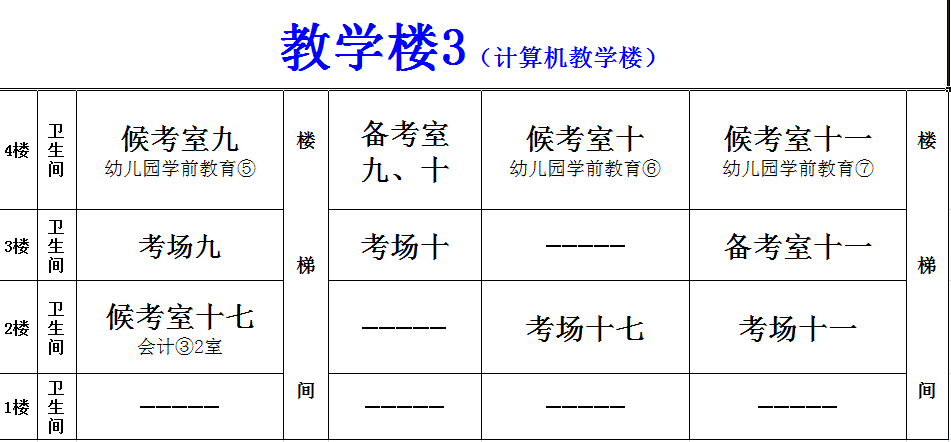 教学楼3（计算机教学楼）
4楼
卫生间
候考室九
幼儿园学前教育⑤
楼梯间
备考室
九、十
候考室十
幼儿园学前教育⑥
候考室十一
幼儿园学前教育⑦
楼梯间
3楼
卫生间
考场九
考场十
-----
备考室十一
2楼
卫生间
候考室十七
会计③2室
-----
考场十七
考场十一
1楼
卫生间
-----
-----
-----
-----